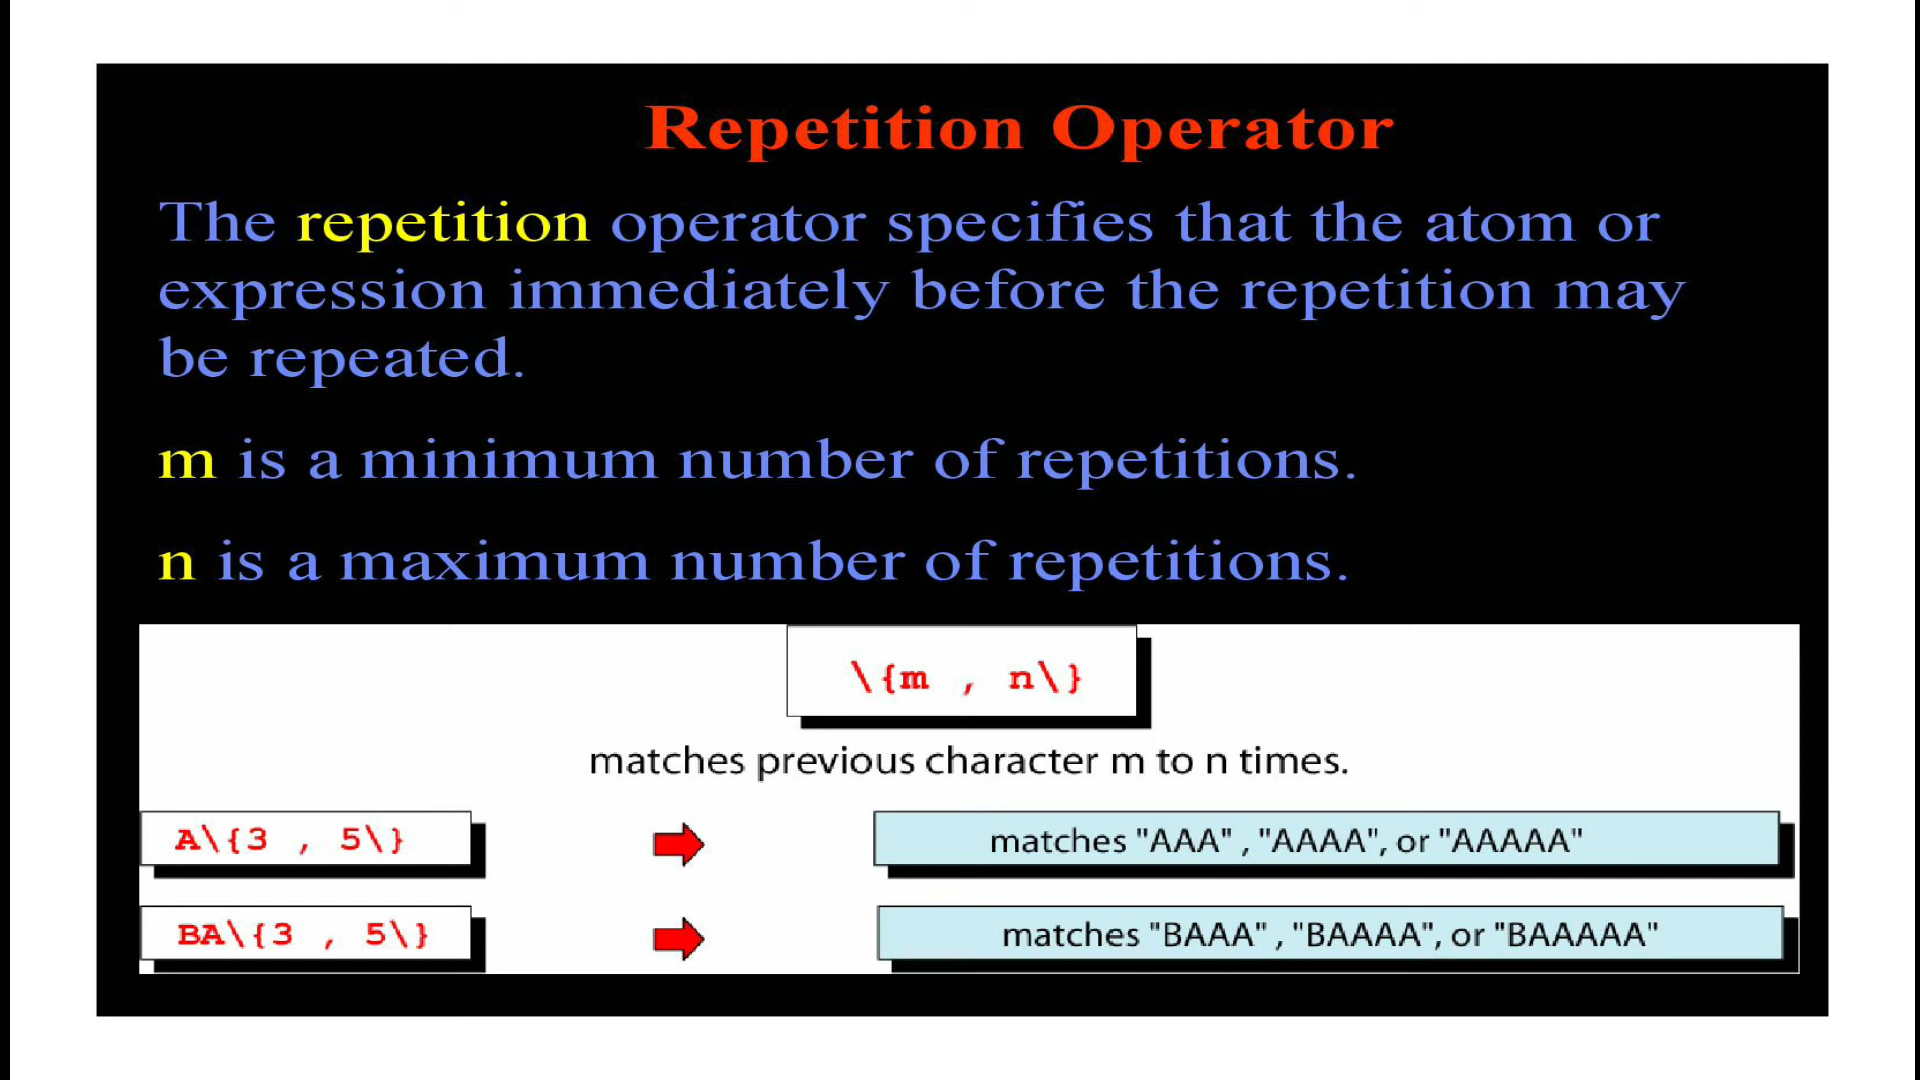 Repetition Operator
The repetition operator specifies that the atom or
expression immediately before the repetition may
be repeated.
m is a minimum number of repetitions.
n is a maximum number of repetitions.
\{m , n\}
matches previous character m to n times.
A\{3 , 5\}
matches "AAA" , "AAAA", or "AAAAA"
BA\{3 , 5\}
matches "BAAA" , "BAAAA", or "BAAAAA"